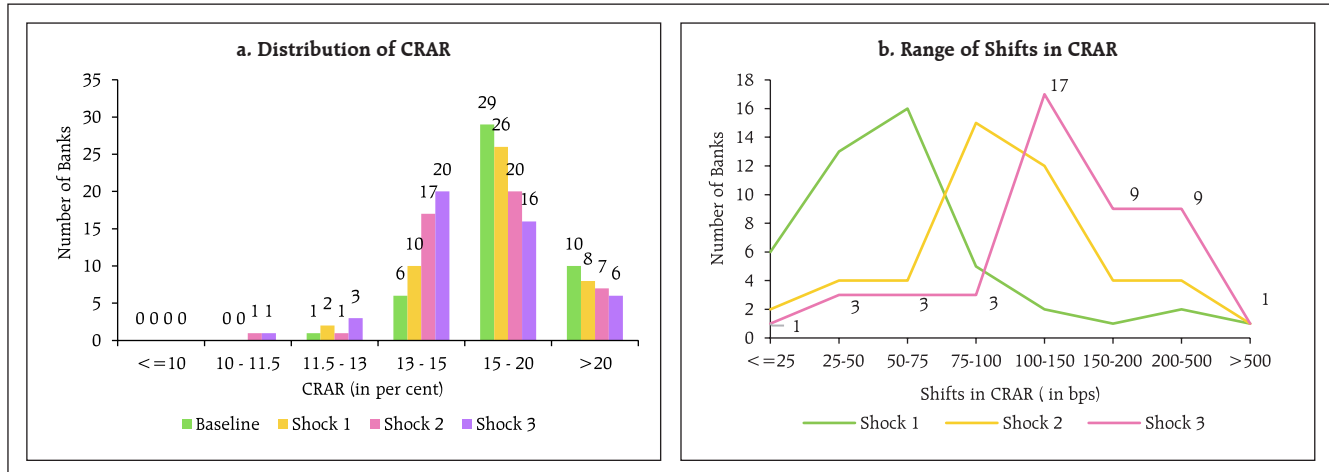 a. Distribution of CRAR
Number of Banks
35
30
25
20
15
10
5
0
0 0 0 0
0 0 1 1
1 2 1 3
6 10 17 20
29 26 20 16
10 8 7 6
<=10 10 - 11.5 11.5 - 13 13 - 15 15 - 20 >20
CRAR (in per cent)
Baseline Shock 1 Shock 2 Shock 3
b. Range of Shifts in CRAR
Number of Banks
18
16
14
12
10
8
6
4
2
0
1 3 3 3 17 9 9 1
<=25 25-50 50-75 75-100 100-150 150-200 200-500 >500
Shifts in CRAR ( in bps)
Shock 1 Shock 2 Shock 3